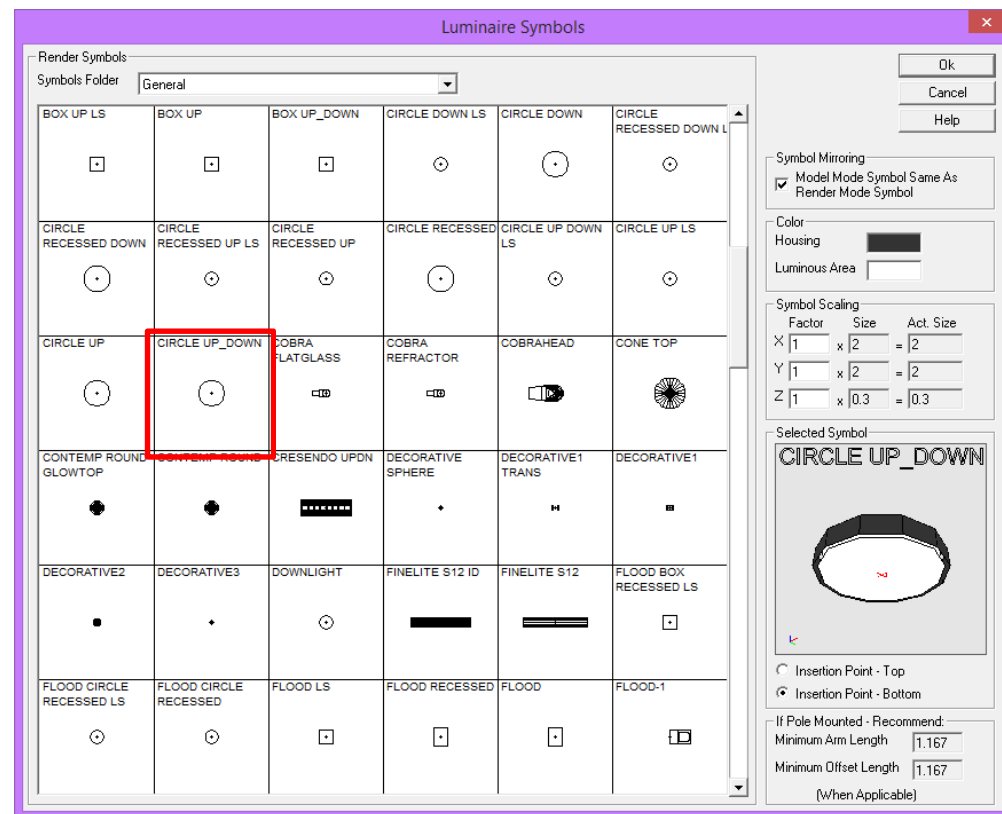 Luminaire Symbols
Render Symbols
Symbols Folder
General
BOX UP LS
BOX UP
BOX UP_DOWN
CIRCLE DOWN LS
CIRCLE DOWN
CIRCLE
RECESSED DOWN L
CIRCLE
RECESSED DOWN
CIRCLE
RECESSED UP LS
CIRCLE
RECESSED UP
CIRCLE RECESSED
CIRCLE UP DOWN
LS
CIRCLE UP LS
CIRCLE UP
CIRCLE UP_DOWN
COBRA
FLATGLASS
COBRA
REFRACTOR
COBRAHEAD
CONE TOP
CONTEMP ROUND
GLOWTOP
CONTEMP ROUND
CRESENDO UPDN
DECORATIVE
SPHERE
DECORATIVE1
TRANS
DECORATIVE1
DECORATIVE2
DECORATIVE3
DOWNLIGHT
FINELITE S12 ID
FINELITE S12
FLOOD BOX
RECESSED LS
FLOOD CIRCLE
RECESSED LS
FLOOD CIRCLE
RECESSED
FLOOD LS
FLOOD RECESSED
FLOOD
FLOOD-1
Ok
Cancel
Help
Symbol Mirroring
Model Mode Symbol Same As
Render Mode Symbol
Color
Housing
Luminous Area
Symbol Scaling
Factor Size Act. Size
X 1 x 2 = 2
Y 1 x 2 = 2
Z 1 x 0.3 = 0.3
Selected Symbol
CIRCLE UP_DOWN
Insertion Point - Top
Insertion Point - Bottom
If Pole Mounted - Recommend:
Minimum Arm Length 1.167
Minimum Offset Length 1.167
(When Applicable)